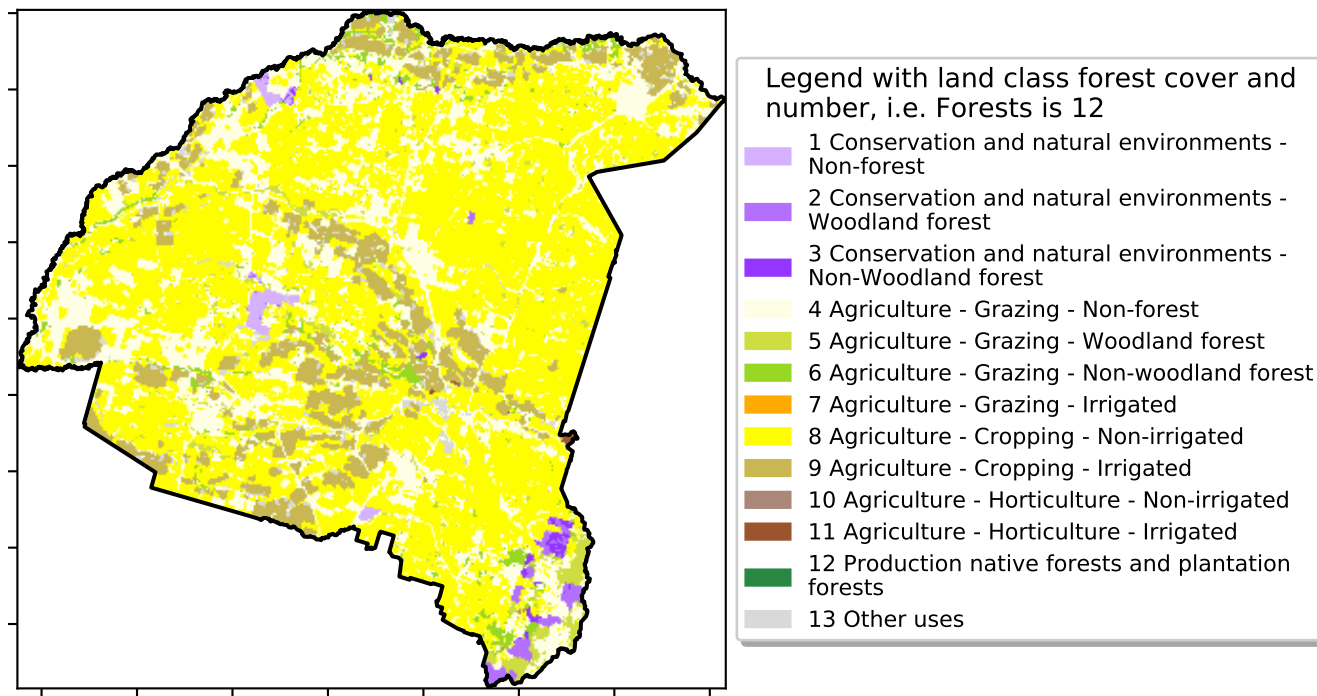 Legend with land class forest cover and
number, i.e. Forests is 12
1 Conservation and natural environments -
Non-forest
2 Conservation and natural environments -
Woodland forest
3 Conservation and natural environments -
Non-Woodland forest
4 Agriculture - Grazing - Non-forest
5 Agriculture - Grazing - Woodland forest
6 Agriculture - Grazing - Non-woodland forest
7 Agriculture - Grazing - Irrigated
8 Agriculture - Cropping - Non-irrigated
9 Agriculture - Cropping - Irrigated
10 Agriculture - Horticulture - Non-irrigated
11 Agriculture - Horticulture - Irrigated
12 Production native forests and plantation
forests
13 Other uses